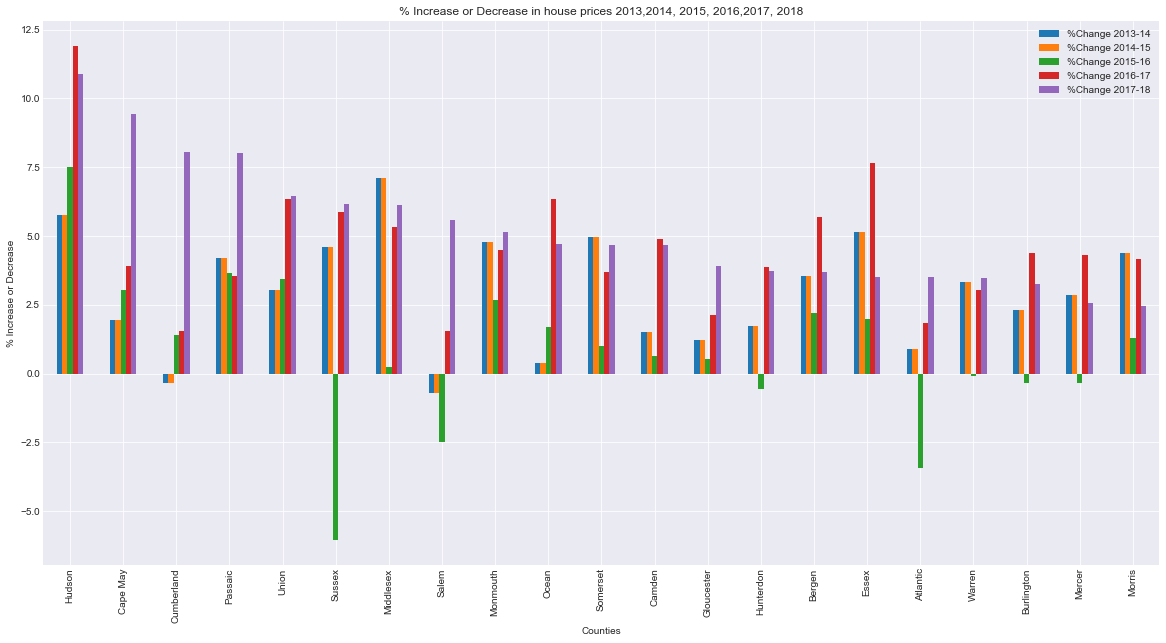 % Increase or Decrease in house prices 2013,2014, 2015, 2016,2017, 2018
%Change 2013-14
%Change 2014-15
%Change 2015-16
%Change 2016-17
%Change 2017-18
% Increase or Decrease
12.5
10.0
7.5
5.0
2.5
0.0
−2.5
−5.0
Hudson
Cape May
Cumberland
Passaic
Union
Sussex
Middlesex
Salem
Monmouth
Ocean
Somerset
Camden
Gloucester
Hunterdon
Bergen
Essex
Atlantic
Warren
Burlington
Mercer
Morris
Counties